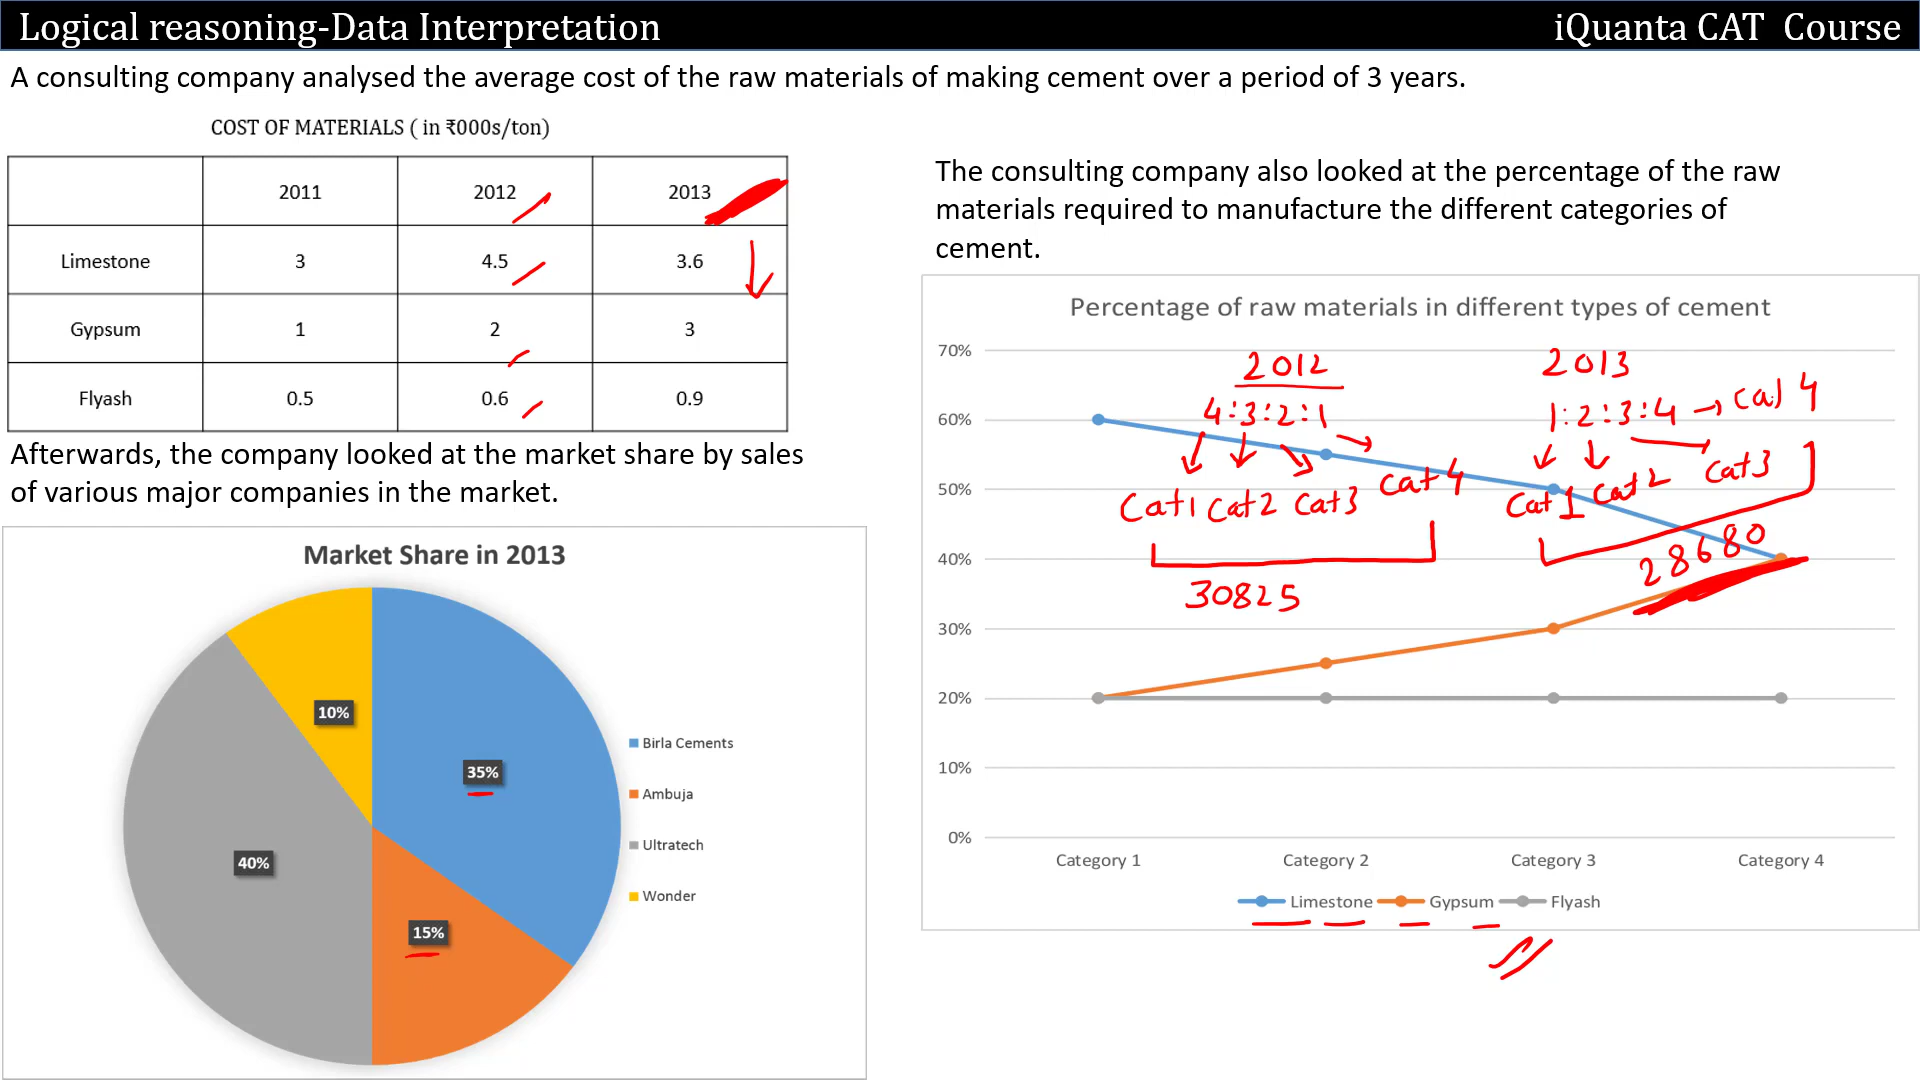 Logical reasoning-Data Interpretation
iQuanta CAT Course
A consulting company analysed the average cost of the raw materials of making cement over a period of 3 years.
COST OF MATERIALS ( in ₹000s/ton)
2011 2012 2013
Limestone 3 4.5 3.6
Gypsum 1 2 3
Flyash 0.5 0.6 0.9
Afterwards, the company looked at the market share by sales
of various major companies in the market.
Market Share in 2013
10%
35%
40%
15%
Birla Cements
Ambuja
Ultratech
Wonder
The consulting company also looked at the percentage of the raw
materials required to manufacture the different categories of
cement.
Percentage of raw materials in different types of cement
70%
60%
50%
40%
30%
20%
10%
0%
2012
4:3:2:1
Cat1 Cat2 Cat3 Cat4
30825
2013
1:2:3:4 → Cat 4
Cat1 Cat2 Cat3
28680
Category 1 Category 2 Category 3 Category 4
Limestone Gypsum Flyash